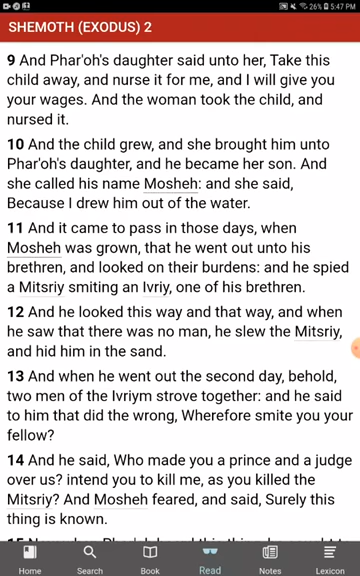 26% 5:47 PM
SHEMOTH (EXODUS) 2
9 And Phar'oh's daughter said unto her, Take this
child away, and nurse it for me, and I will give you
your wages. And the woman took the child, and
nursed it.
10 And the child grew, and she brought him unto
Phar'oh's daughter, and he became her son. And
she called his name Mosheh: and she said,
Because I drew him out of the water.
11 And it came to pass in those days, when
Mosheh was grown, that he went out unto his
brethren, and looked on their burdens: and he spied
a Mitsriy smiting an Ivriy, one of his brethren.
12 And he looked this way and that way, and when
he saw that there was no man, he slew the Mitsriy,
and hid him in the sand.
13 And when he went out the second day, behold,
two men of the Ivriym strove together: and he said
to him that did the wrong, Wherefore smite you your
fellow?
14 And he said, Who made you a prince and a judge
over us? intend you to kill me, as you killed the
Mitsriy? And Mosheh feared, and said, Surely this
thing is known.
Home Search Book Read Notes Lexicon